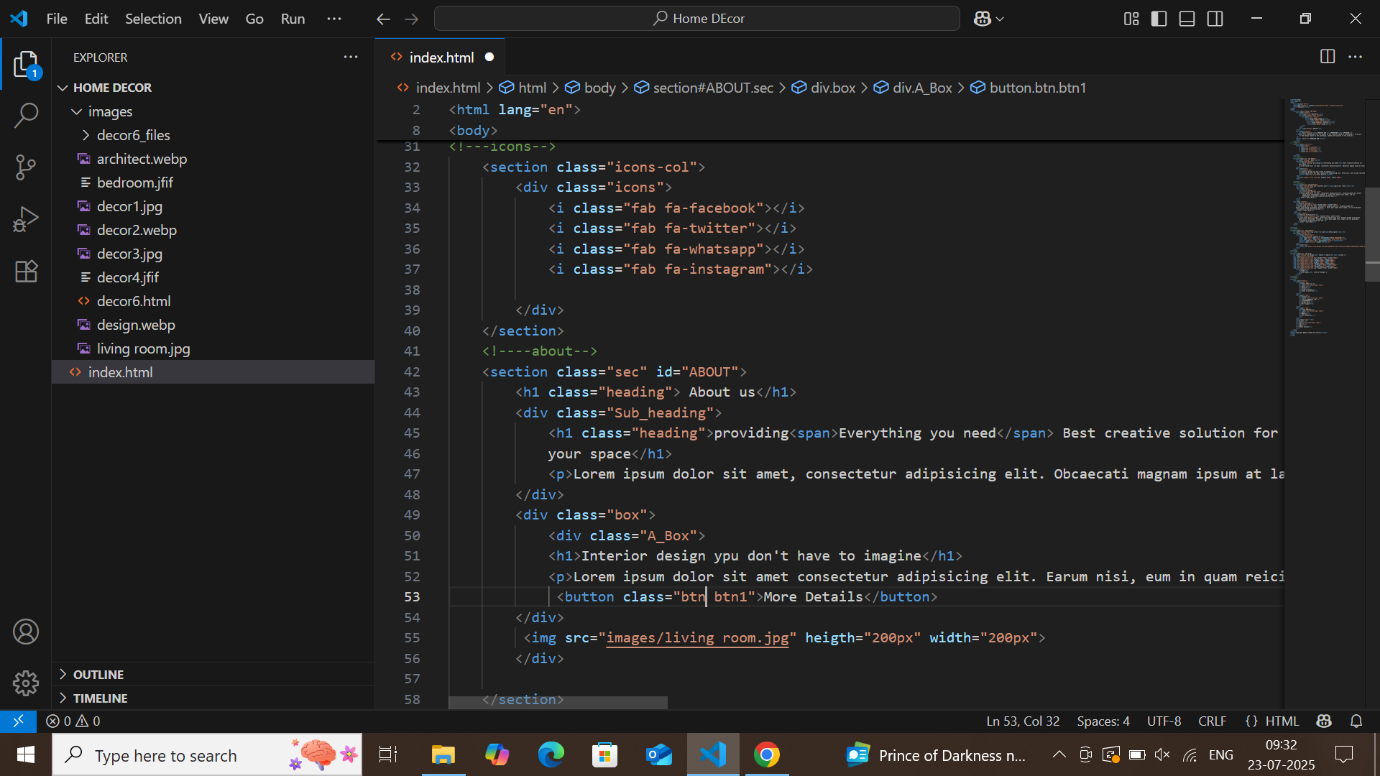 File Edit Selection View Go Run ··· Home DEcor
EXPLORER ···
index.html
1
HOME DECOR
index.html > html > body > section#ABOUT.sec > div.box > div.A_Box > button.btn.btn1
images
decor6_files
architect.webp
bedroom.jfif
decor1.jpg
decor2.webp
decor3.jpg
decor4.jfif
decor6.html
design.webp
living room.jpg
index.html
OUTLINE
TIMELINE
2 <html lang="en">
8 <body>
31 <!---icons-->
32 <section class="icons-col">
33 <div class="icons">
34 <i class="fab fa-facebook"></i>
35 <i class="fab fa-twitter"></i>
36 <i class="fab fa-whatsapp"></i>
37 <i class="fab fa-instagram"></i>
38
39 </div>
40 </section>
41 <!----about-->
42 <section class="sec" id="ABOUT">
43 <h1 class="heading"> About us</h1>
44 <div class="Sub_heading">
45 <h1 class="heading">providing<span>Everything you need</span> Best creative solution for
46 your space</h1>
47 <p>Lorem ipsum dolor sit amet, consectetur adipisicing elit. Obcaecati magnam ipsum at la
48 </div>
49 <div class="box">
50 <div class="A_Box">
51 <h1>Interior design ypu don't have to imagine</h1>
52 <p>Lorem ipsum dolor sit amet consectetur adipisicing elit. Earum nisi, eum in quam reici
53 <button class="btn btn1">More Details</button>
54 </div>
55 <img src="images/living room.jpg" heigth="200px" width="200px">
56 </div>
57
58 </section>
0 0 Ln 53, Col 32 Spaces: 4 UTF-8 CRLF {} HTML
Type here to search Prince of Darkness n... ENG 09:32
23-07-2025